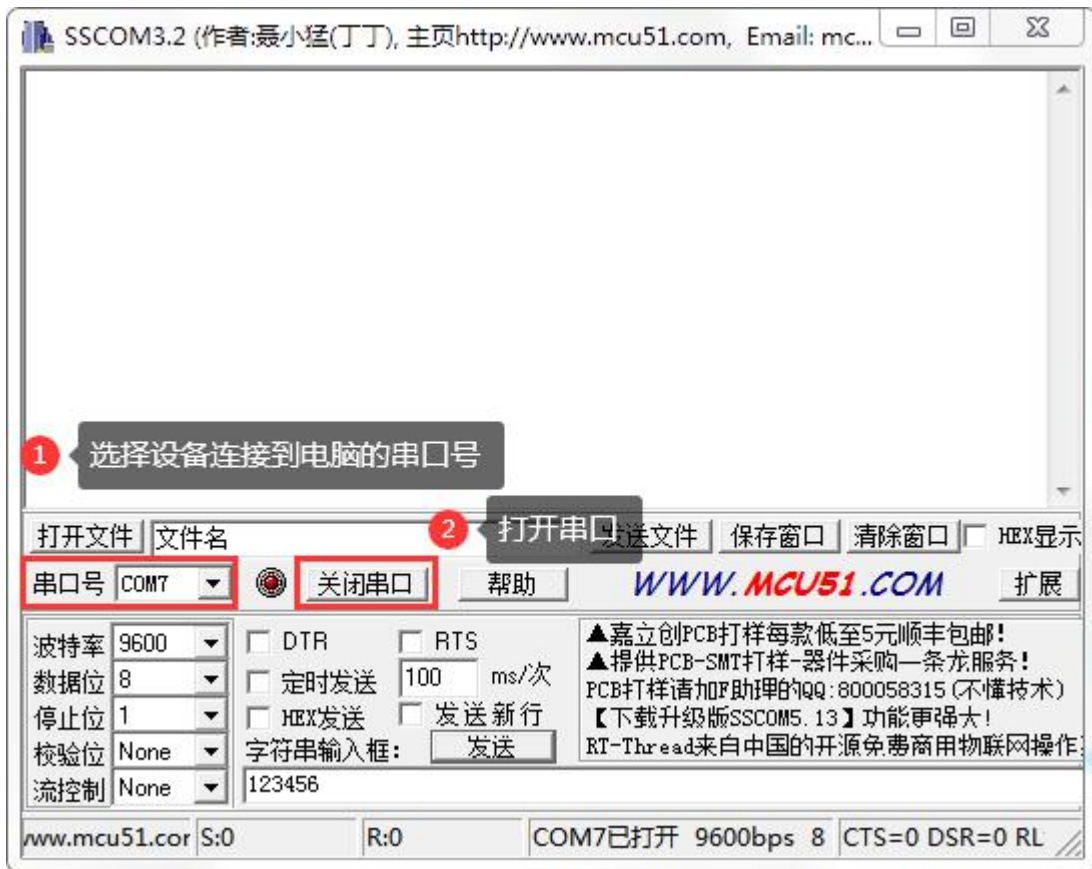 SSCOM3.2 (作者:聂小猛(丁丁), 主页http://www.mcu51.com, Email: mc...
1 选择设备连接到电脑的串口号
2 打开串口
打开文件 文件名 发送文件 保存窗口 清除窗口 HEX显示
串口号 COM7 关闭串口 帮助 WWW.MCU51.COM 扩展
波特率 9600 DTR RTS
数据位 8 定时发送 100 ms/次
停止位 1 HEX发送 发送新行
校验位 None 字符串输入框: 发送
流控制 None 123456
▲嘉立创PCB打样每款低至5元顺丰包邮!
▲提供PCB-SMT打样-器件采购—条龙服务!
PCB打样请加F助理的QQ:800058315(不懂技术)
【下载升级版SSCOM5.13】功能更强大!
RT-Thread来自中国的开源免费商用物联网操作
www.mcu51.cor S:0 R:0 COM7已打开 9600bps 8 CTS=0 DSR=0 RL